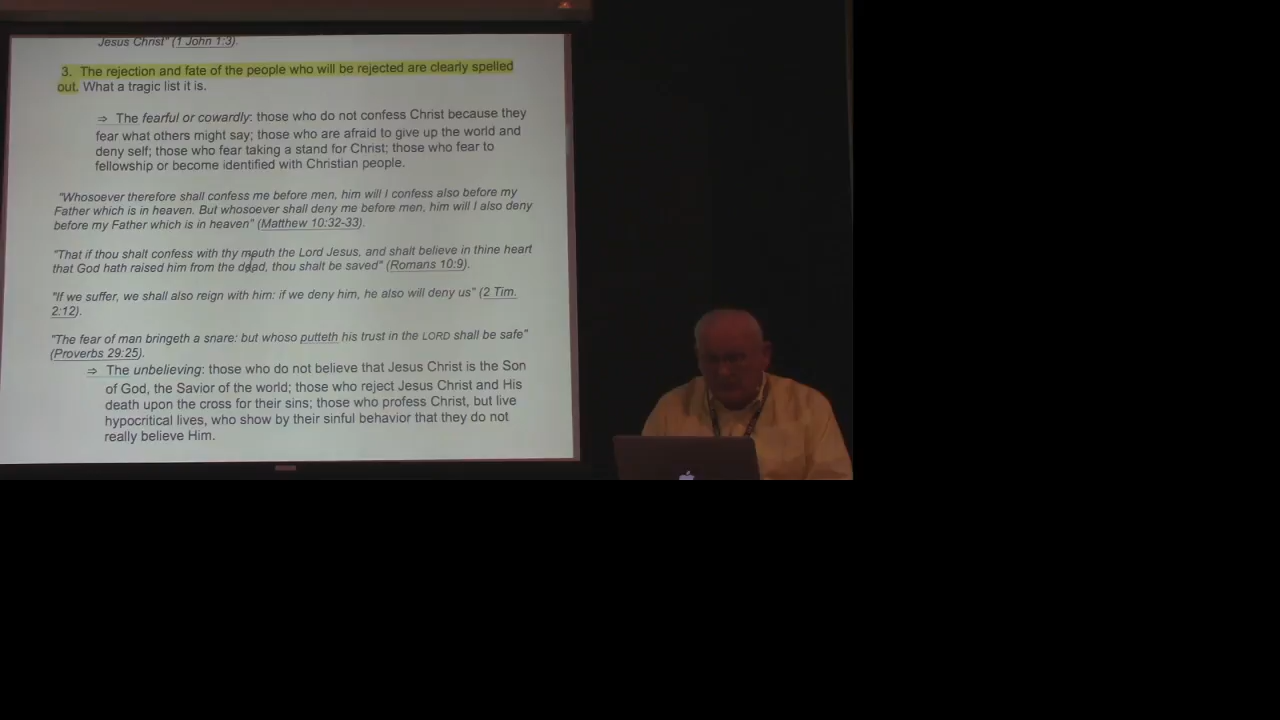 Jesus Christ" (1 John 1:3).
3. The rejection and fate of the people who will be rejected are clearly spelled
out. What a tragic list it is.
⇒ The fearful or cowardly: those who do not confess Christ because they
fear what others might say; those who are afraid to give up the world and
deny self; those who fear taking a stand for Christ; those who fear to
fellowship or become identified with Christian people.
"Whosoever therefore shall confess me before men, him will I confess also before my
Father which is in heaven. But whosoever shall deny me before men, him will I also deny
before my Father which is in heaven" (Matthew 10:32-33).
"That if thou shalt confess with thy mouth the Lord Jesus, and shalt believe in thine heart
that God hath raised him from the dead, thou shalt be saved" (Romans 10:9).
"If we suffer, we shall also reign with him: if we deny him, he also will deny us" (2 Tim.
2:12).
"The fear of man bringeth a snare: but whoso putteth his trust in the LORD shall be safe"
(Proverbs 29:25).
⇒ The unbelieving: those who do not believe that Jesus Christ is the Son
of God, the Savior of the world; those who reject Jesus Christ and His
death upon the cross for their sins; those who profess Christ, but live
hypocritical lives, who show by their sinful behavior that they do not
really believe Him.